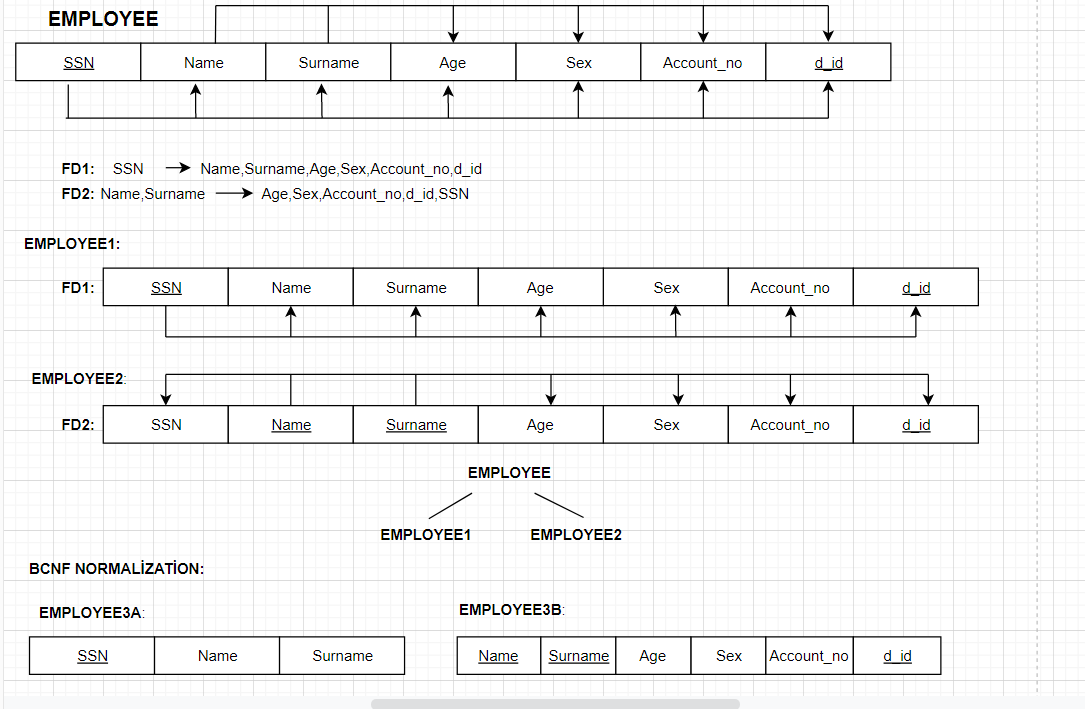 EMPLOYEE
SSN Name Surname Age Sex Account_no d_id
FD1: SSN Name,Surname,Age,Sex,Account_no,d_id
FD2: Name,Surname Age,Sex,Account_no,d_id,SSN
EMPLOYEE1:
FD1: SSN Name Surname Age Sex Account_no d_id
EMPLOYEE2:
FD2: SSN Name Surname Age Sex Account_no d_id
EMPLOYEE
EMPLOYEE1 EMPLOYEE2
BCNF NORMALİZATİON:
EMPLOYEE3A: EMPLOYEE3B:
SSN Name Surname Name Surname Age Sex Account_no d_id